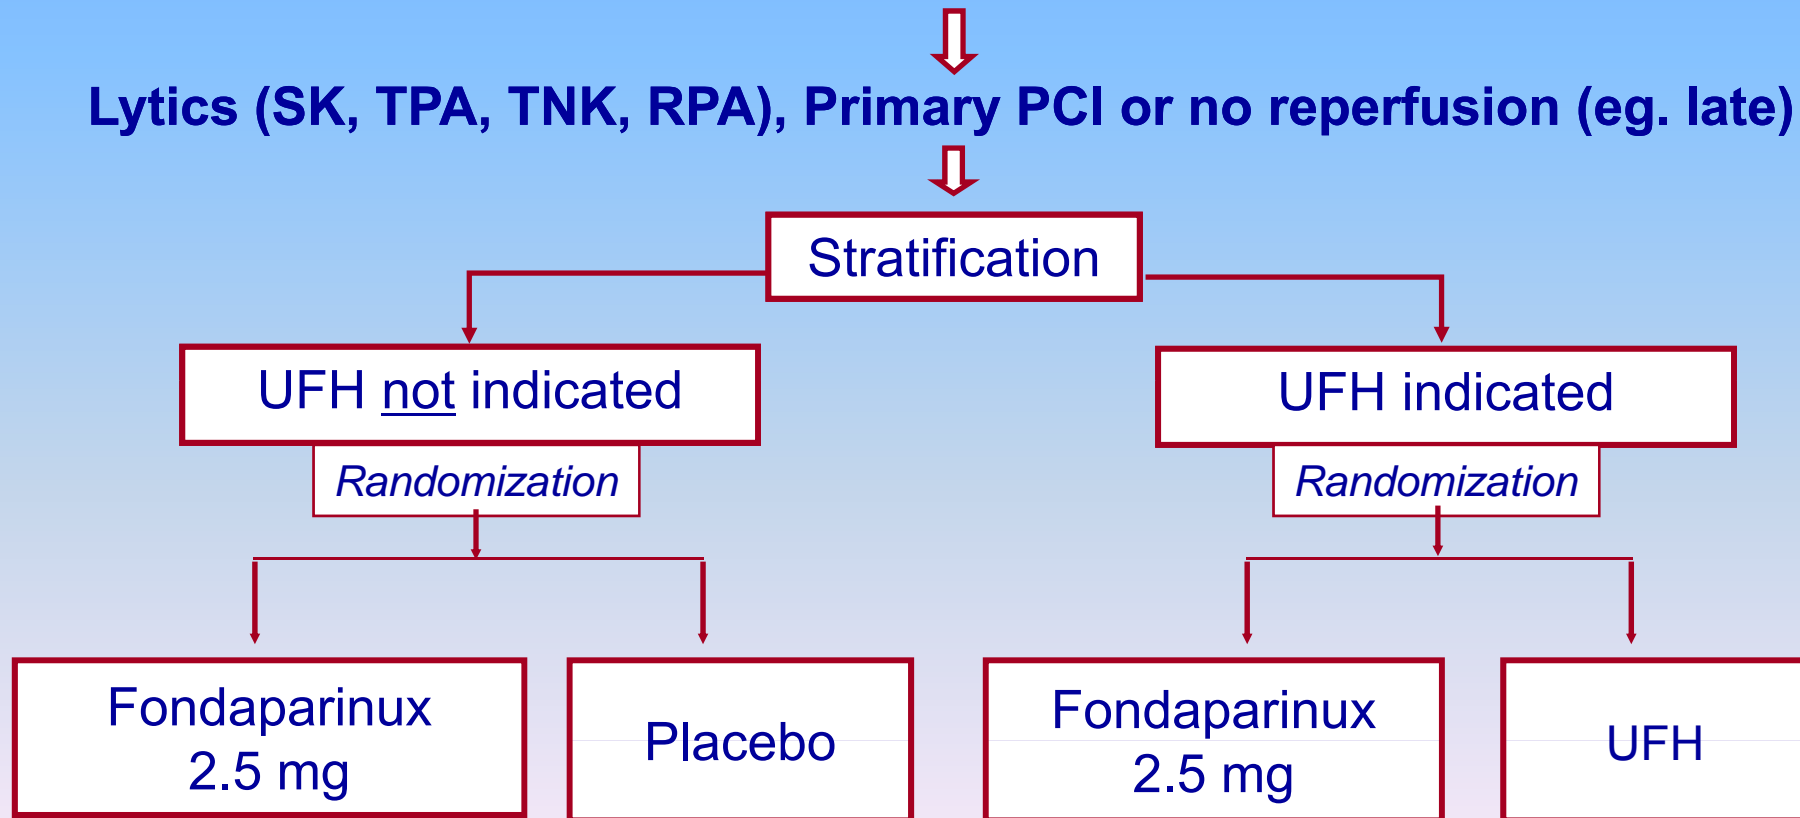 Lytics (SK, TPA, TNK, RPA), Primary PCI or no reperfusion (eg. late)
Stratification
UFH not indicated
UFH indicated
Randomization
Randomization
Fondaparinux
2.5 mg
Placebo
Fondaparinux
2.5 mg
UFH